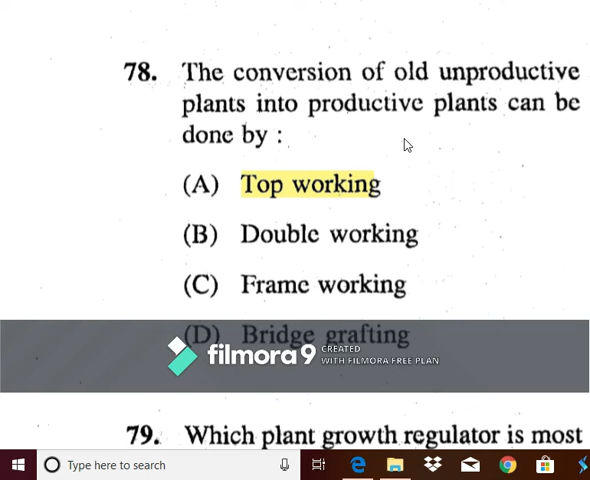 78. The conversion of old unproductive
plants into productive plants can be
done by :
(A) Top working
(B) Double working
(C) Frame working
(D) Bridge grafting
filmora9 CREATED
WITH FILMORA FREE PLAN
79. Which plant growth regulator is most
Type here to search